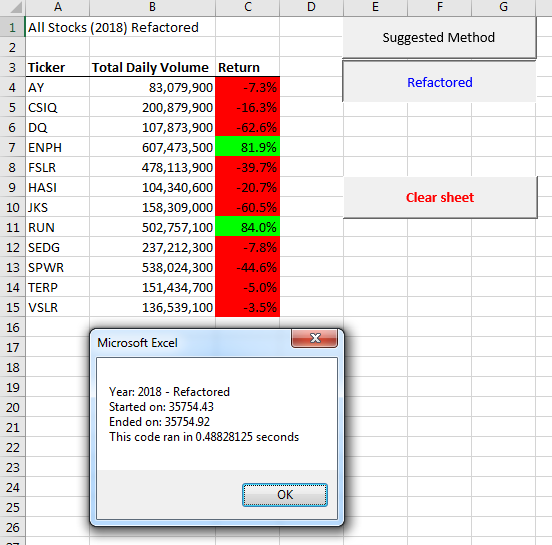 A B C D E F G
1 All Stocks (2018) Refactored
Suggested Method
2
3 Ticker Total Daily Volume Return
Refactored
4 AY 83,079,900 -7.3%
5 CSIQ 200,879,900 -16.3%
6 DQ 107,873,900 -62.6%
7 ENPH 607,473,500 81.9%
8 FSLR 478,113,900 -39.7%
9 HASI 104,340,600 -20.7%
Clear sheet
10 JKS 158,309,000 -60.5%
11 RUN 502,757,100 84.0%
12 SEDG 237,212,300 -7.8%
13 SPWR 538,024,300 -44.6%
14 TERP 151,434,700 -5.0%
15 VSLR 136,539,100 -3.5%
16
17
18
19
20
21
22
23
24
25
26
27
Microsoft Excel
Year: 2018 - Refactored
Started on: 35754.43
Ended on: 35754.92
This code ran in 0.48828125 seconds
OK